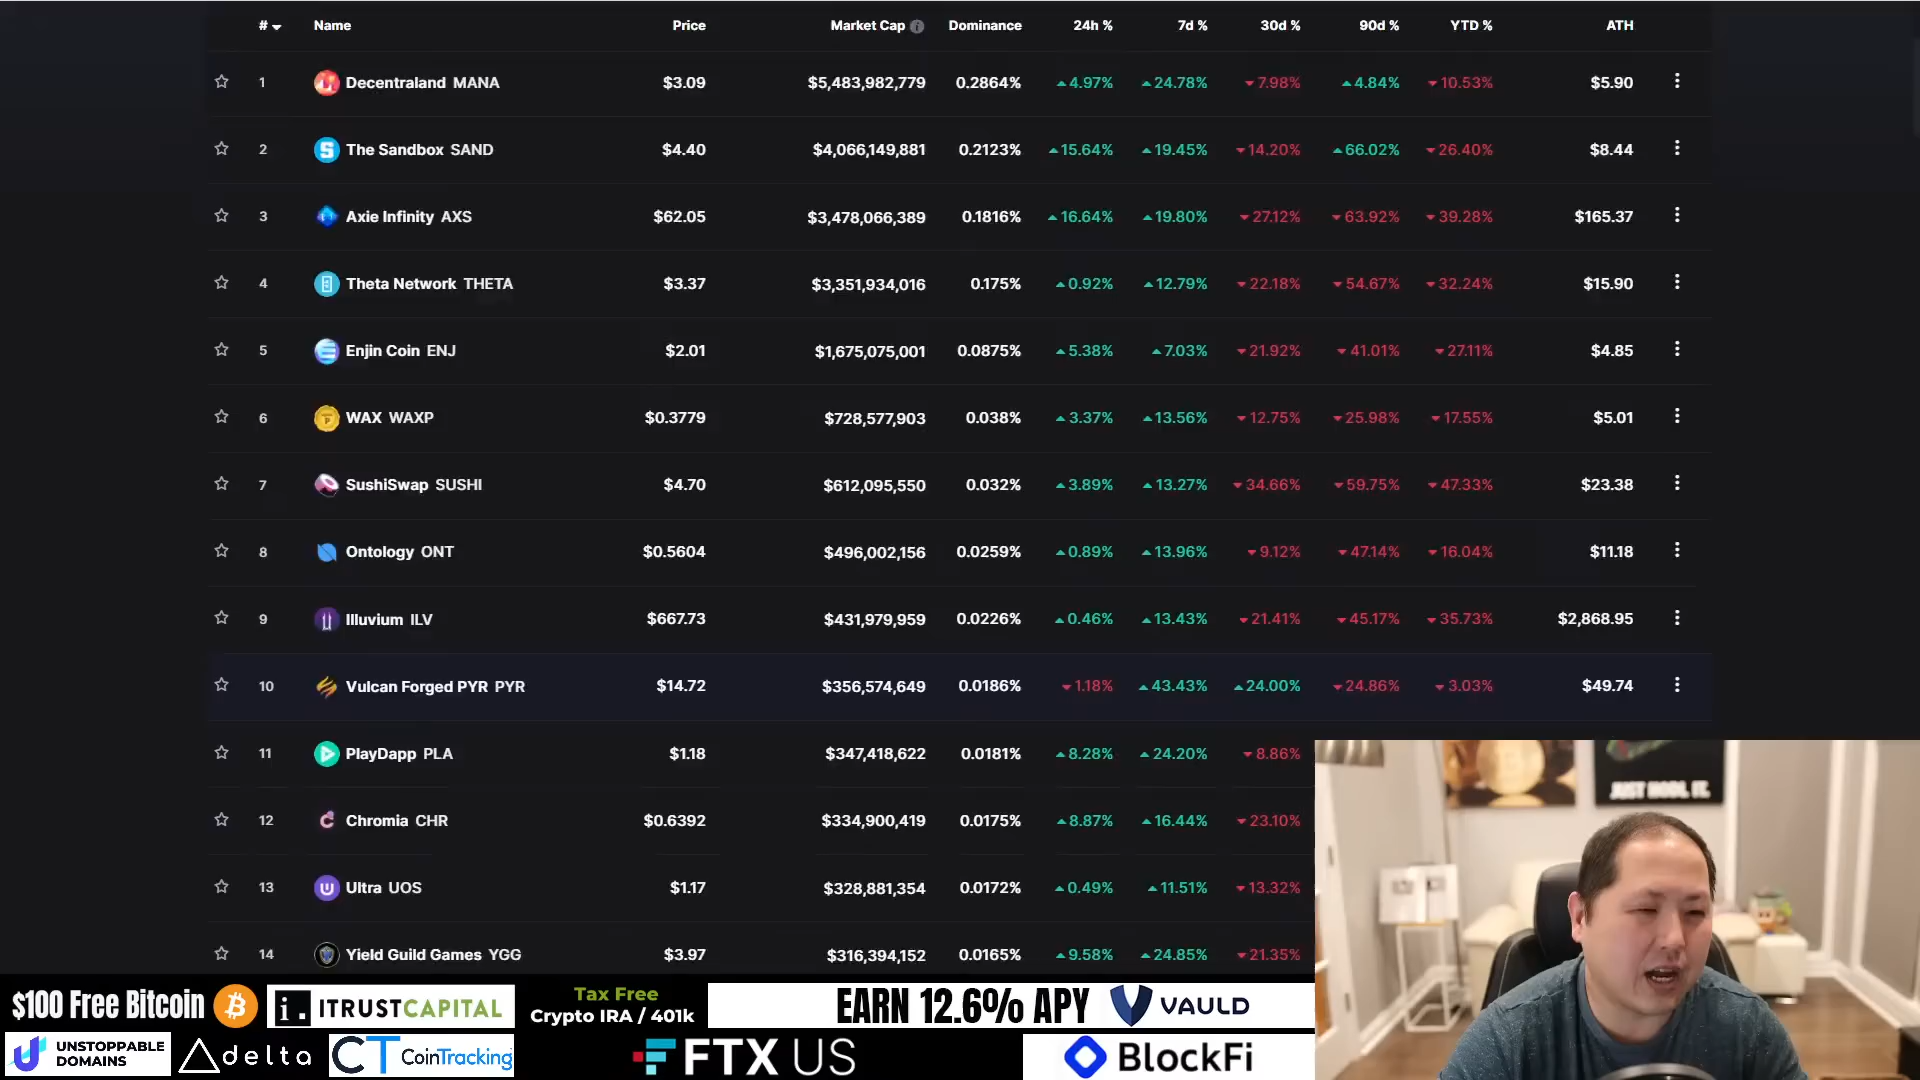 # Name Price Market Cap Dominance 24h % 7d % 30d % 90d % YTD % ATH
1 Decentraland MANA $3.09 $5,483,982,779 0.2864% 4.97% 24.78% 7.98% 4.84% 10.53% $5.90
2 The Sandbox SAND $4.40 $4,066,149,881 0.2123% 15.64% 19.45% 14.20% 66.02% 26.40% $8.44
3 Axie Infinity AXS $62.05 $3,478,066,389 0.1816% 16.64% 19.80% 27.12% 63.92% 39.28% $165.37
4 Theta Network THETA $3.37 $3,351,934,016 0.175% 0.92% 12.79% 22.18% 54.67% 32.24% $15.90
5 Enjin Coin ENJ $2.01 $1,675,075,001 0.0875% 5.38% 7.03% 21.92% 41.01% 27.11% $4.85
6 WAX WAXP $0.3779 $728,577,903 0.038% 3.37% 13.56% 12.75% 25.98% 17.55% $5.01
7 SushiSwap SUSHI $4.70 $612,095,550 0.032% 3.89% 13.27% 34.66% 59.75% 47.33% $23.38
8 Ontology ONT $0.5604 $496,002,156 0.0259% 0.89% 13.96% 9.12% 47.14% 16.04% $11.18
9 Illuvium ILV $667.73 $431,979,959 0.0226% 0.46% 13.43% 21.41% 45.17% 35.73% $2,868.95
10 Vulcan Forged PYR PYR $14.72 $356,574,649 0.0186% 1.18% 43.43% 24.00% 24.86% 3.03% $49.74
11 PlayDapp PLA $1.18 $347,418,622 0.0181% 8.28% 24.20% 8.86%
12 Chromia CHR $0.6392 $334,900,419 0.0175% 8.87% 16.44% 23.10%
13 Ultra UOS $1.17 $328,881,354 0.0172% 0.49% 11.51% 13.32%
14 Yield Guild Games YGG $3.97 $316,394,152 0.0165% 9.58% 24.85% 21.35%
JUST HODL IT.
$100 Free Bitcoin
i. ITRUSTCAPITAL
Tax Free
Crypto IRA / 401k
EARN 12.6% APY VAULD
UNSTOPPABLE
DOMAINS
delta
CT CoinTracking
FTX US
BlockFi